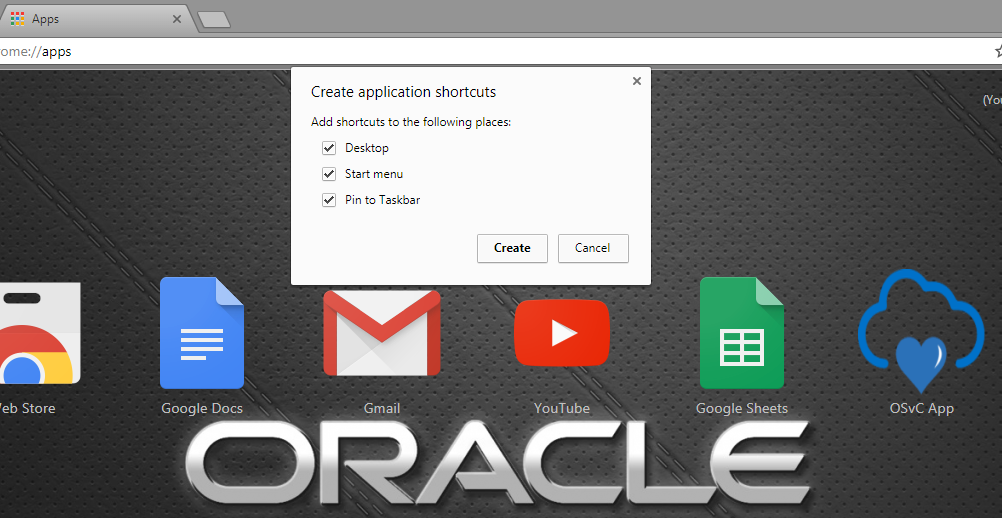 Apps
ome://apps
(You
Create application shortcuts
Add shortcuts to the following places:
Desktop
Start menu
Pin to Taskbar
Create
Cancel
eb Store
Google Docs
Gmail
YouTube
Google Sheets
OSvC App
ORACLE